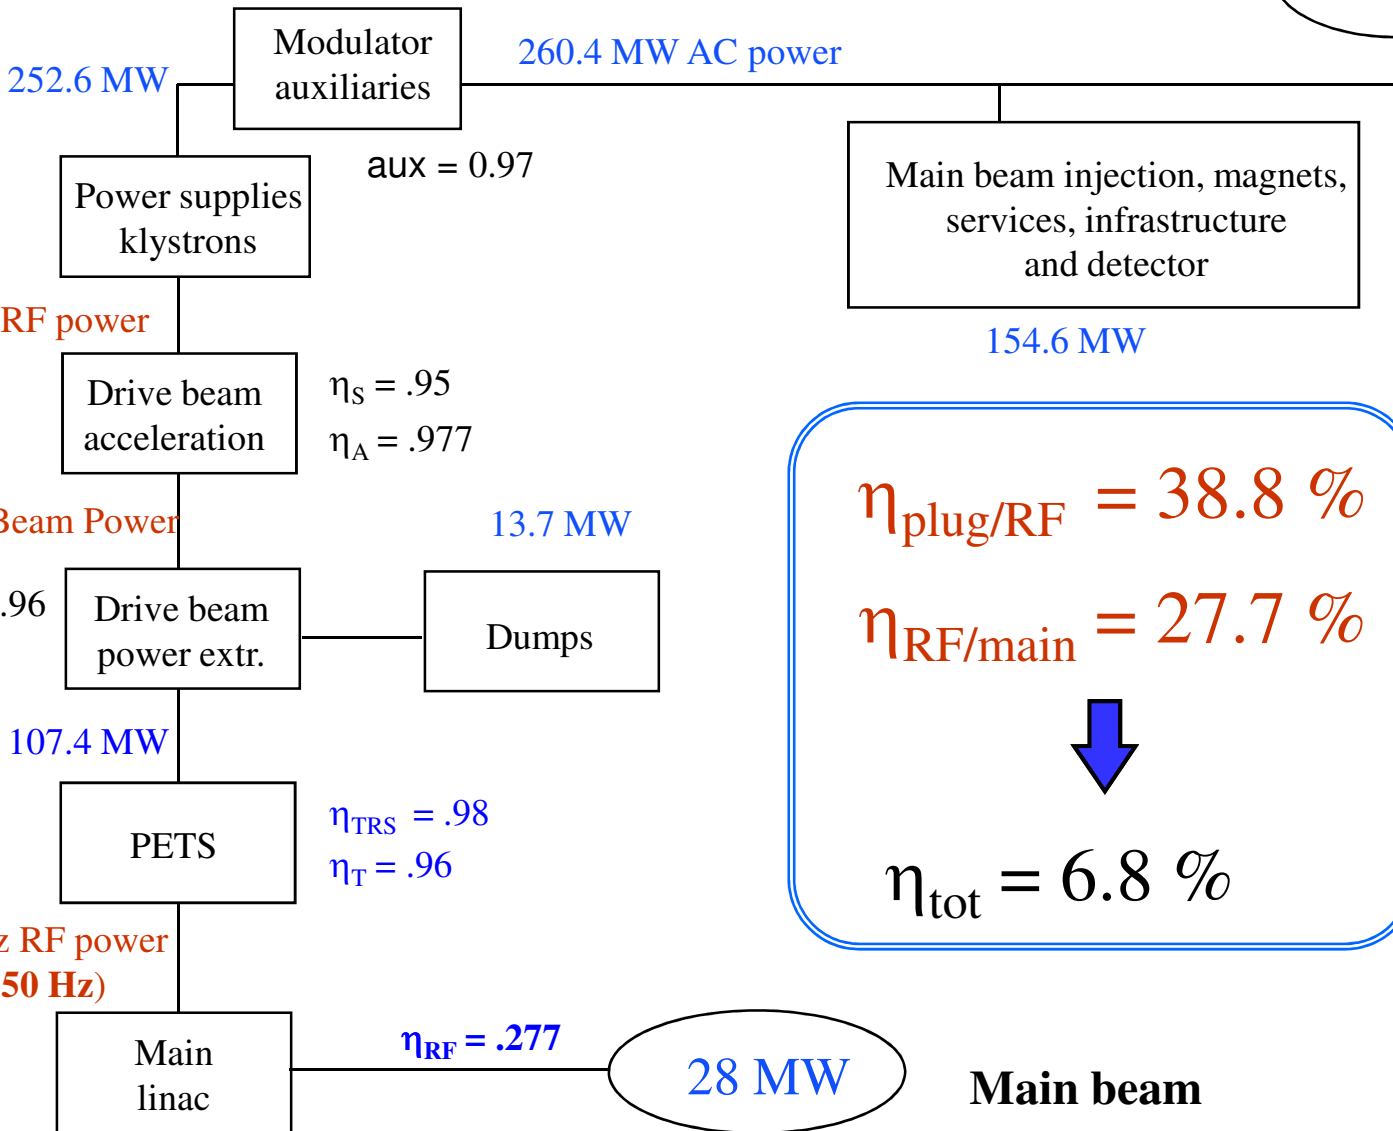 Modulator
auxiliaries
260.4 MW AC power
252.6 MW
aux = 0.97
Power supplies
klystrons
Main beam injection, magnets,
services, infrastructure
and detector
154.6 MW
RF power
Drive beam
acceleration
ηS = .95
ηA = .977
Beam Power
13.7 MW
.96
Drive beam
power extr.
Dumps
ηplug/RF = 38.8 %
ηRF/main = 27.7 %
107.4 MW
PETS
ηTRS = .98
ηT = .96
ηtot = 6.8 %
z RF power
50 Hz)
Main
linac
ηRF = .277
28 MW
Main beam